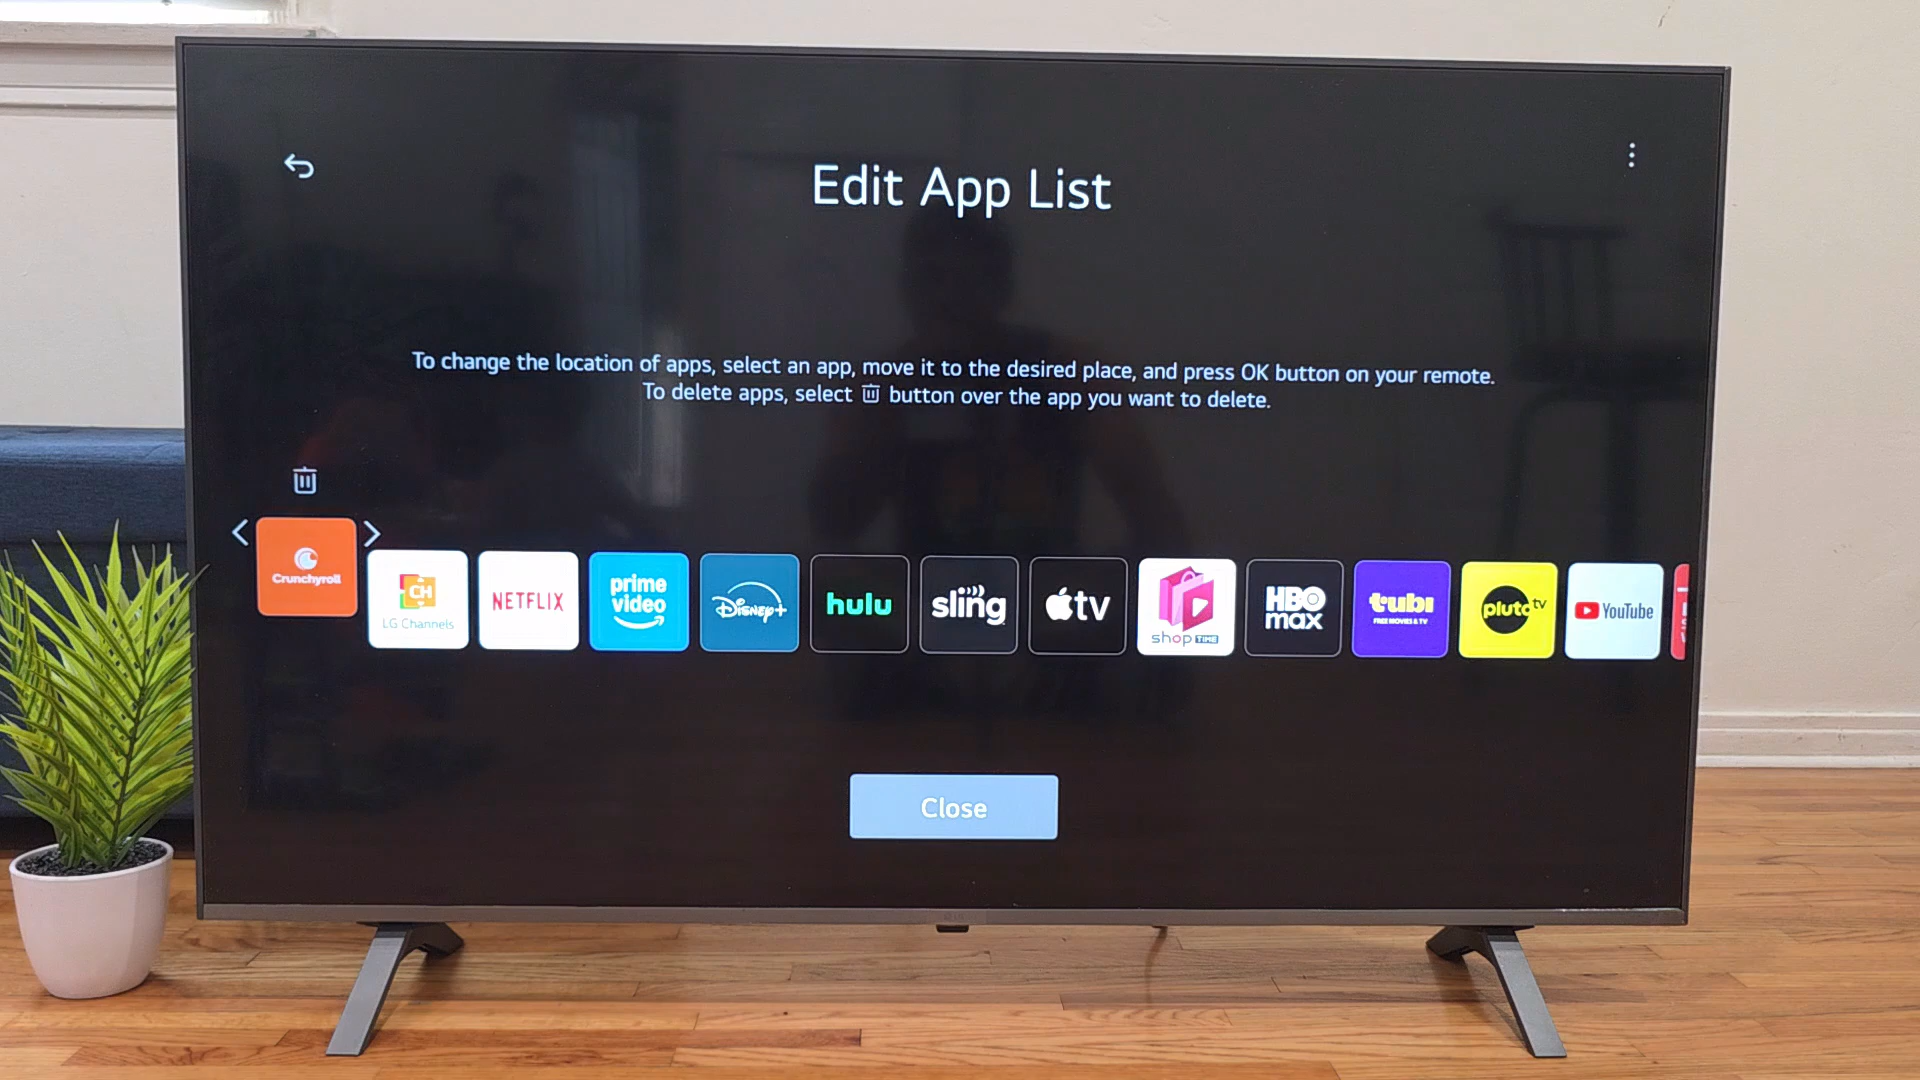 Edit App List
To change the location of apps, select an app, move it to the desired place, and press OK button on your remote.
To delete apps, select button over the app you want to delete.
Crunchyroll
CH
LG Channels
NETFLIX
prime
video
Disney+
hulu
sling
tv
shop TIME
HBO
max
tubi
FREE MOVIES & TV
pluto tv
YouTube
Close